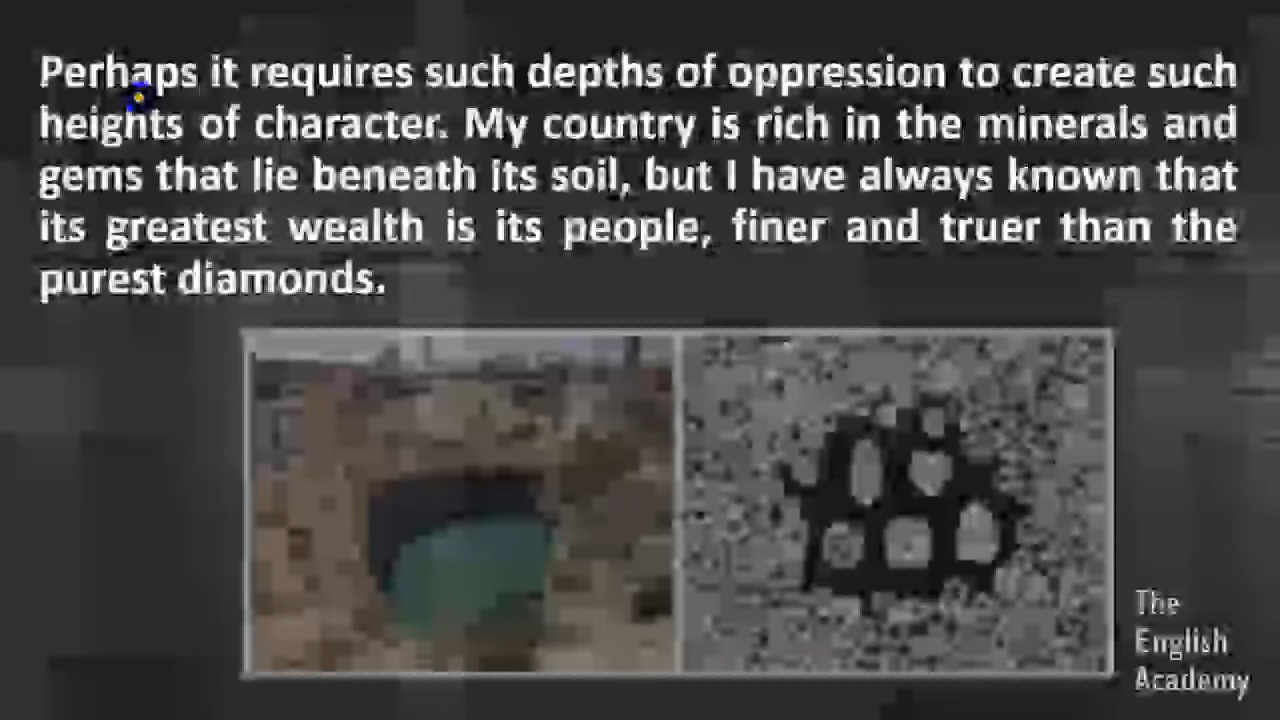 Perhaps it requires such depths of oppression to create such
heights of character. My country is rich in the minerals and
gems that lie beneath its soil, but I have always known that
its greatest wealth is its people, finer and truer than the
purest diamonds.
The
English
Academy